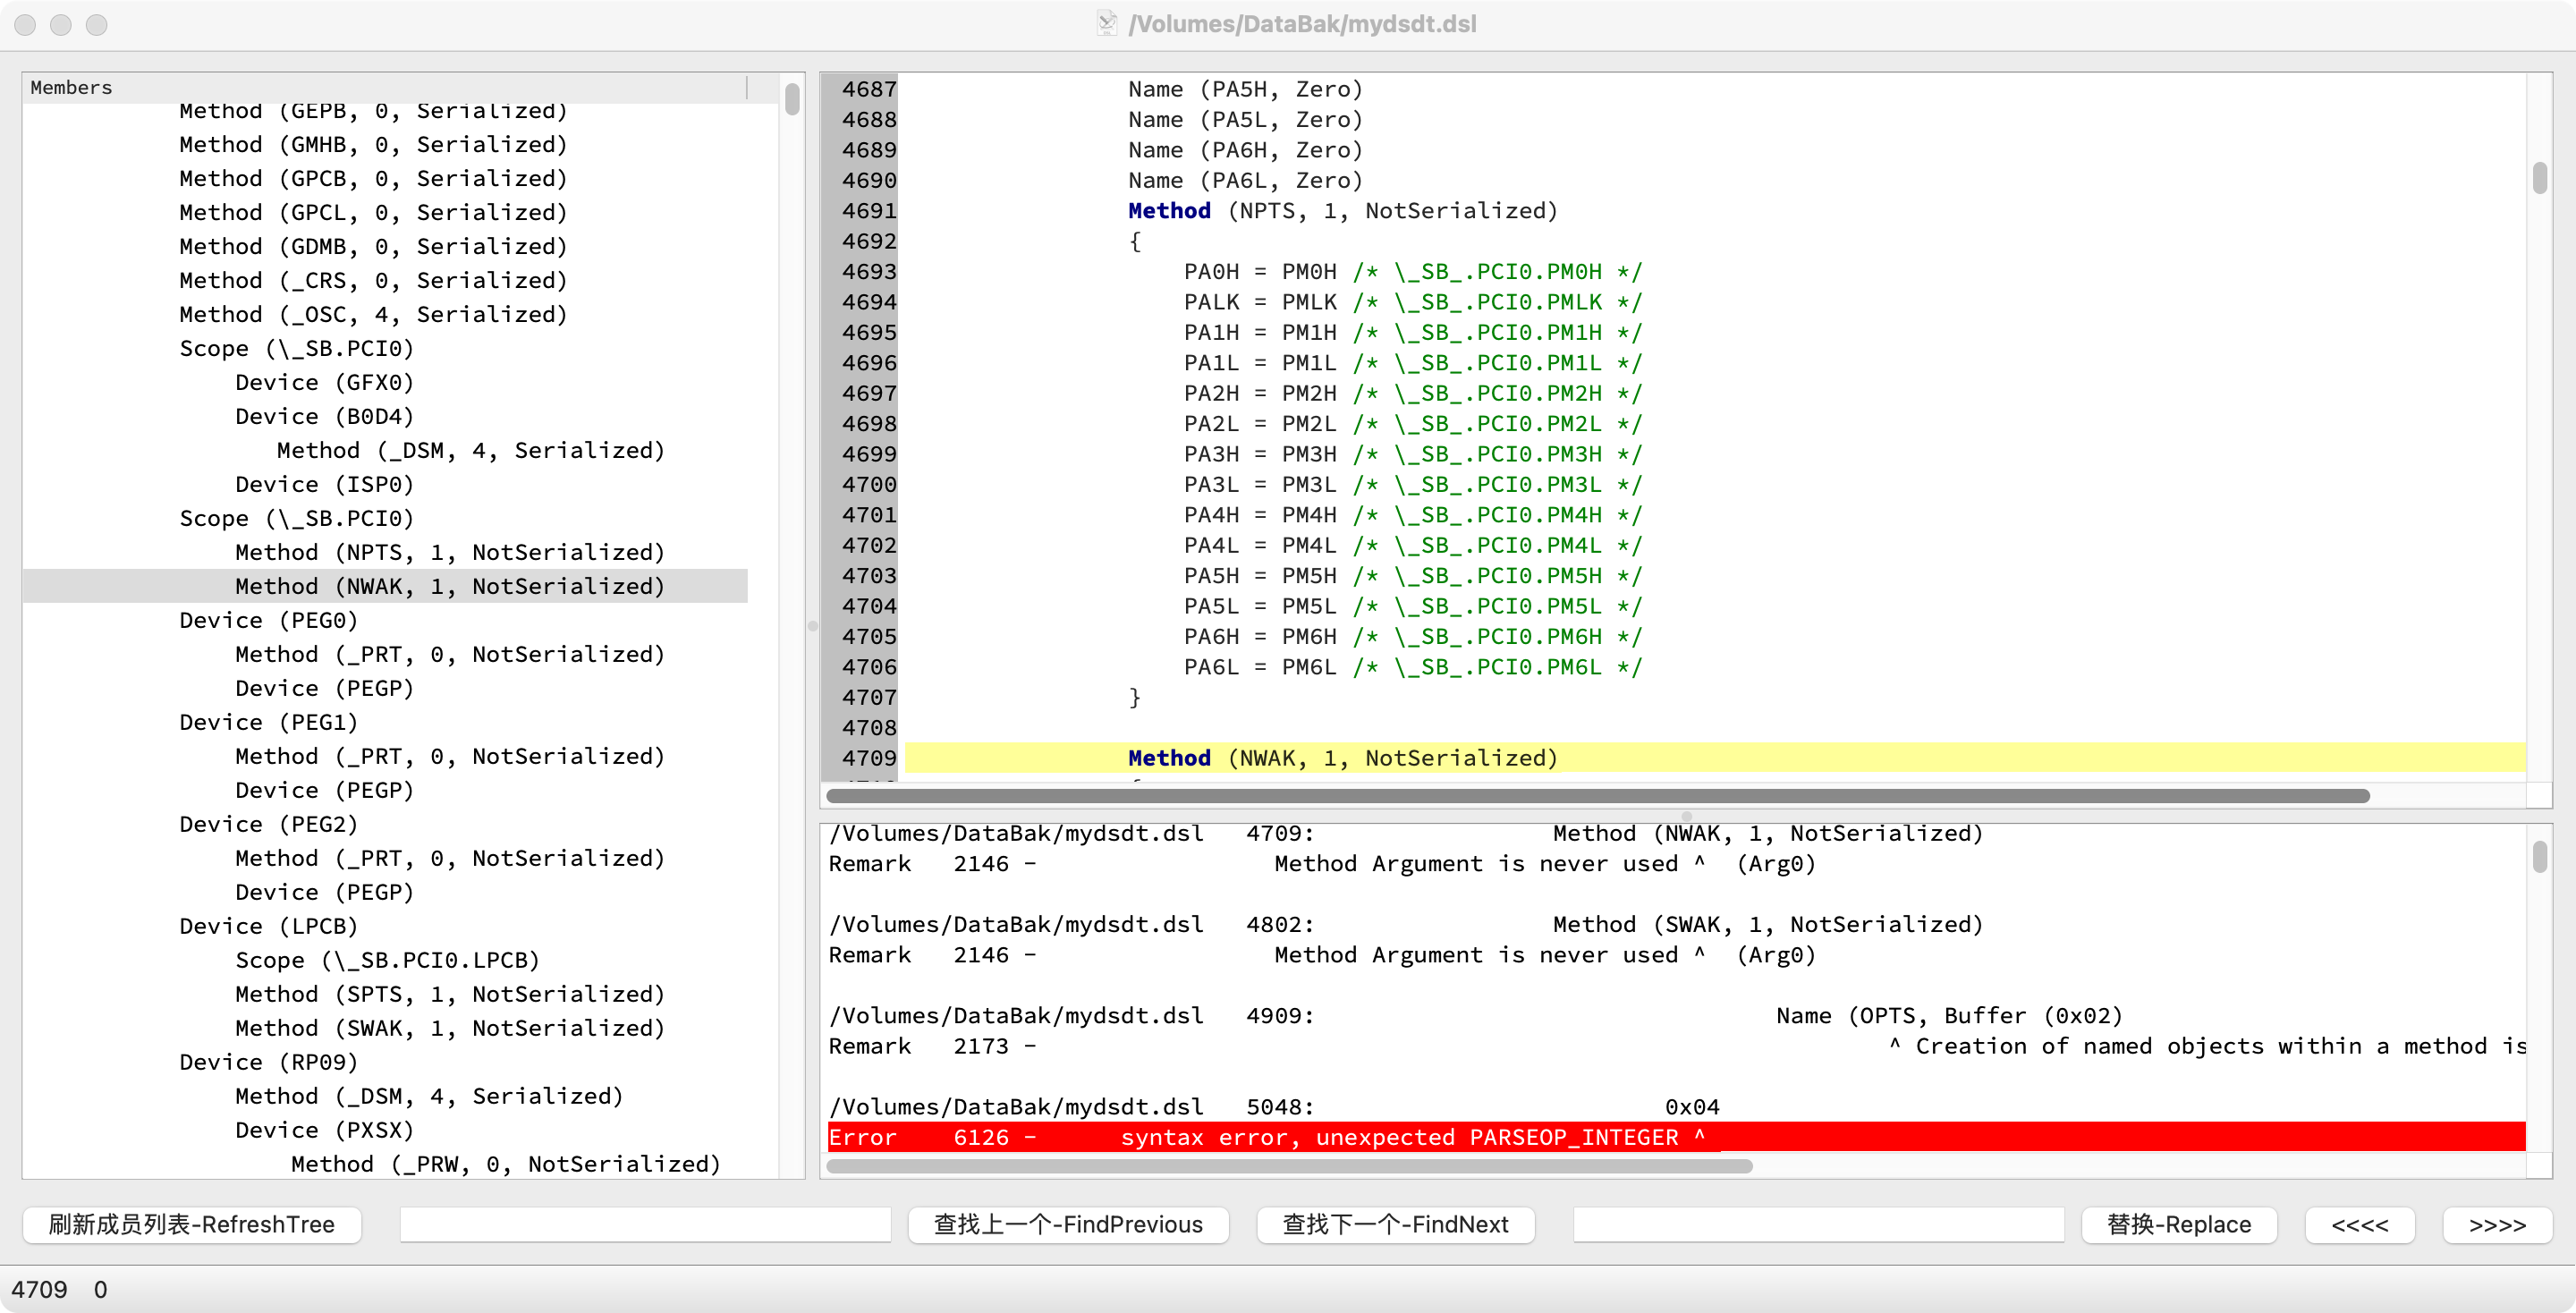 /Volumes/DataBak/mydsdt.dsl
Members
Method (GEPB, 0, Serialized)
Method (GMHB, 0, Serialized)
Method (GPCB, 0, Serialized)
Method (GPCL, 0, Serialized)
Method (GDMB, 0, Serialized)
Method (_CRS, 0, Serialized)
Method (_OSC, 4, Serialized)
Scope (\_SB.PCI0)
Device (GFX0)
Device (B0D4)
Method (_DSM, 4, Serialized)
Device (ISP0)
Scope (\_SB.PCI0)
Method (NPTS, 1, NotSerialized)
Method (NWAK, 1, NotSerialized)
Device (PEG0)
Method (_PRT, 0, NotSerialized)
Device (PEGP)
Device (PEG1)
Method (_PRT, 0, NotSerialized)
Device (PEGP)
Device (PEG2)
Method (_PRT, 0, NotSerialized)
Device (PEGP)
Device (LPCB)
Scope (\_SB.PCI0.LPCB)
Method (SPTS, 1, NotSerialized)
Method (SWAK, 1, NotSerialized)
Device (RP09)
Method (_DSM, 4, Serialized)
Device (PXSX)
Method (_PRW, 0, NotSerialized)
4687 Name (PA5H, Zero)
4688 Name (PA5L, Zero)
4689 Name (PA6H, Zero)
4690 Name (PA6L, Zero)
4691 Method (NPTS, 1, NotSerialized)
4692 {
4693 PA0H = PM0H /* \_SB_.PCI0.PM0H */
4694 PALK = PMLK /* \_SB_.PCI0.PMLK */
4695 PA1H = PM1H /* \_SB_.PCI0.PM1H */
4696 PA1L = PM1L /* \_SB_.PCI0.PM1L */
4697 PA2H = PM2H /* \_SB_.PCI0.PM2H */
4698 PA2L = PM2L /* \_SB_.PCI0.PM2L */
4699 PA3H = PM3H /* \_SB_.PCI0.PM3H */
4700 PA3L = PM3L /* \_SB_.PCI0.PM3L */
4701 PA4H = PM4H /* \_SB_.PCI0.PM4H */
4702 PA4L = PM4L /* \_SB_.PCI0.PM4L */
4703 PA5H = PM5H /* \_SB_.PCI0.PM5H */
4704 PA5L = PM5L /* \_SB_.PCI0.PM5L */
4705 PA6H = PM6H /* \_SB_.PCI0.PM6H */
4706 PA6L = PM6L /* \_SB_.PCI0.PM6L */
4707 }
4708
4709 Method (NWAK, 1, NotSerialized)
/Volumes/DataBak/mydsdt.dsl 4709: Method (NWAK, 1, NotSerialized)
Remark 2146 - Method Argument is never used ^ (Arg0)
/Volumes/DataBak/mydsdt.dsl 4802: Method (SWAK, 1, NotSerialized)
Remark 2146 - Method Argument is never used ^ (Arg0)
/Volumes/DataBak/mydsdt.dsl 4909: Name (OPTS, Buffer (0x02)
Remark 2173 - ^ Creation of named objects within a method is
/Volumes/DataBak/mydsdt.dsl 5048: 0x04
Error 6126 - syntax error, unexpected PARSEOP_INTEGER ^
刷新成员列表-RefreshTree 查找上一个-FindPrevious 查找下一个-FindNext 替换-Replace <<<< >>>>
4709 0